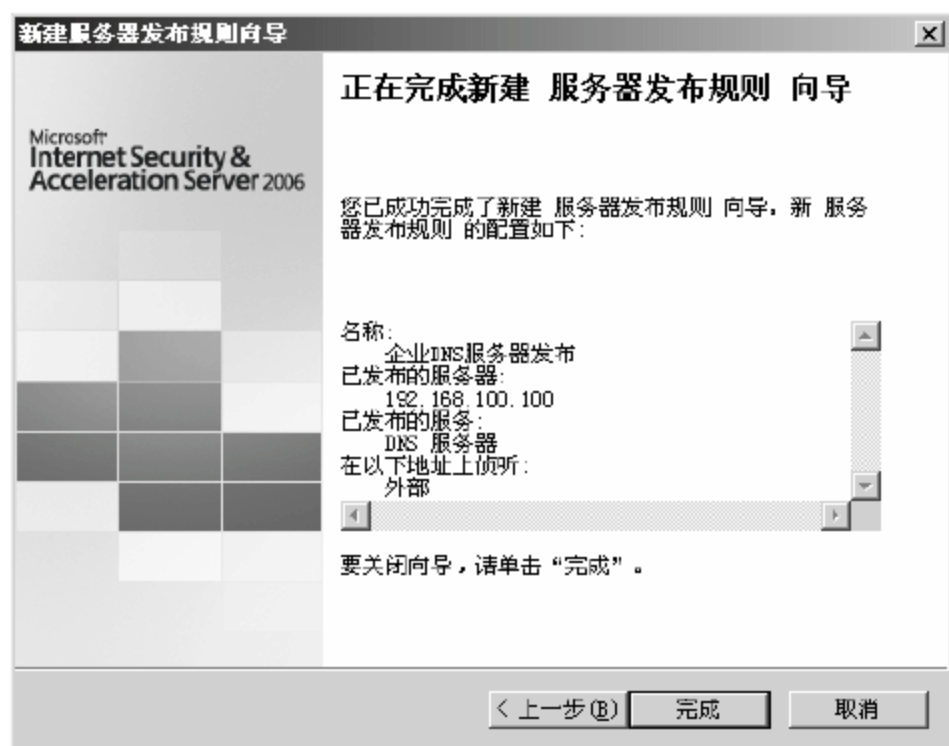 新建服务器发布规则向导
正在完成新建 服务器发布规则 向导
Microsoft
Internet Security &
Acceleration Server 2006
您已成功完成了新建 服务器发布规则 向导。新 服务
器发布规则 的配置如下:
名称:
企业DNS服务器发布
已发布的服务器:
192.168.100.100
已发布的服务:
DNS 服务器
在以下地址上侦听:
外部
要关闭向导，请单击“完成”。
< 上一步(B)
完成
取消